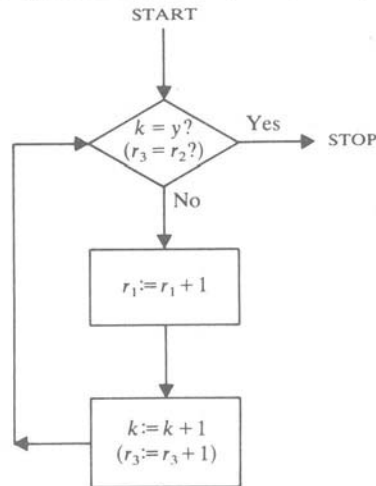 START
k = y?
(r₃ = r₂?)
Yes
STOP
No
r₁:= r₁ + 1
k:= k + 1
(r₃:= r₃ + 1)